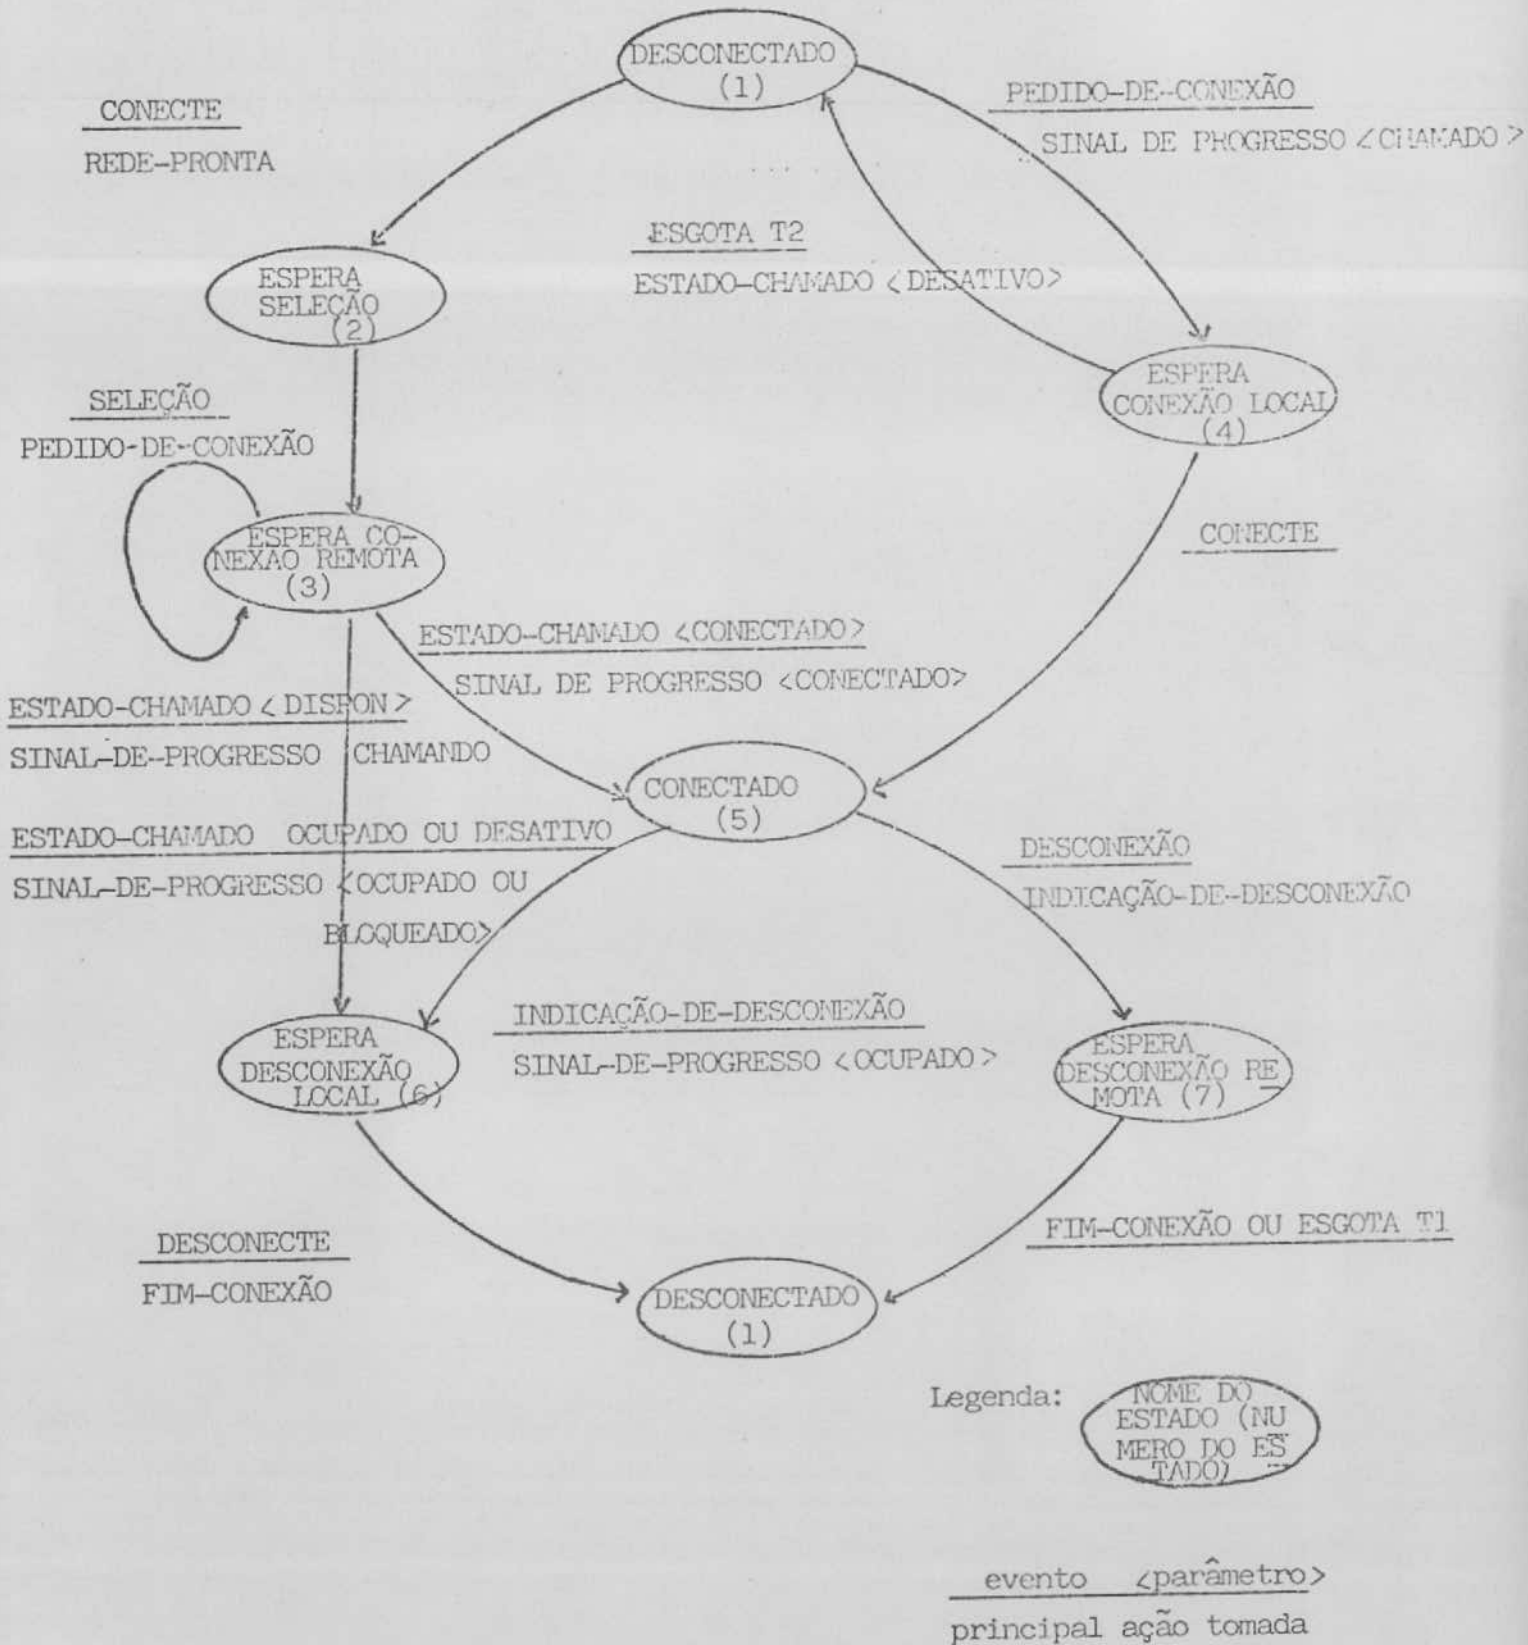 DESCONECTADO
(1)
CONECTE
REDE-PRONTA
PEDIDO-DE-CONEXÃO
SINAL DE PROGRESSO <CHAMADO>
ESGOTA T2
ESTADO-CHAMADO <DESATIVO>
ESPERA
SELEÇÃO
(2)
ESPERA
CONEXÃO LOCAL
(4)
SELEÇÃO
PEDIDO-DE-CONEXÃO
ESPERA CO-
NEXAO REMOTA
(3)
CONECTE
ESTADO-CHAMADO <CONECTADO>
SINAL DE PROGRESSO <CONECTADO>
ESTADO-CHAMADO <DISPON>
SINAL-DE-PROGRESSO CHAMANDO
CONECTADO
(5)
ESTADO-CHAMADO OCUPADO OU DESATIVO
SINAL-DE-PROGRESSO <OCUPADO OU
BLOQUEADO>
DESCONEXÃO
INDICAÇÃO-DE-DESCONEXÃO
INDICAÇÃO-DE-DESCONEXÃO
SINAL-DE-PROGRESSO <OCUPADO>
ESPERA
DESCONEXÃO
LOCAL (6)
ESPERA
DESCONEXÃO RE
MOTA (7)
DESCONECTE
FIM-CONEXÃO
FIM-CONEXÃO OU ESGOTA T1
DESCONECTADO
(1)
Legenda:
NOME DO
ESTADO (NU
MERO DO ES
TADO)
evento <parâmetro>
principal ação tomada